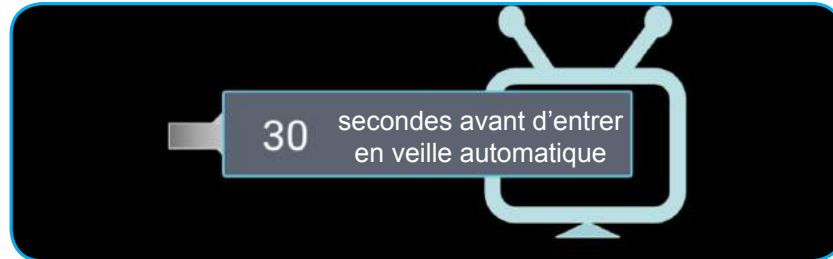 30 secondes avant d’entrer
en veille automatique